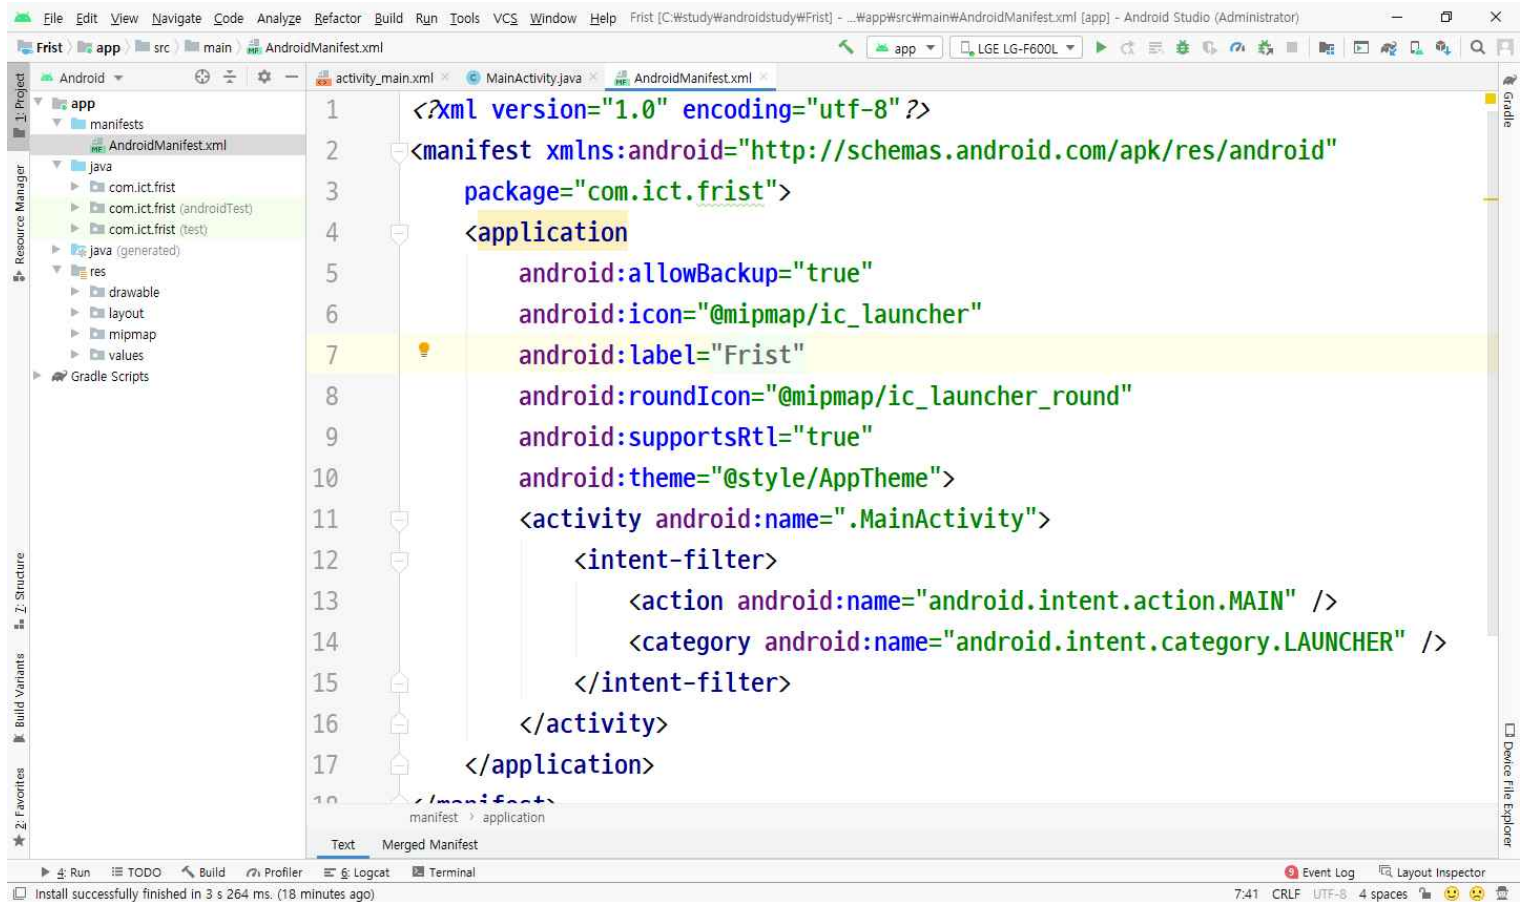 File Edit View Navigate Code Analyze Refactor Build Run Tools VCS Window Help Frist [C:₩study₩androidstudy₩Frist] - ...₩app₩src₩main₩AndroidManifest.xml [app] - Android Studio (Administrator)
Frist app src main AndroidManifest.xml app LGE LG-F600L
1: Project
Resource Manager
7: Structure
Build Variants
2: Favorites
Android
app
manifests
AndroidManifest.xml
java
com.ict.frist
com.ict.frist (androidTest)
com.ict.frist (test)
java (generated)
res
drawable
layout
mipmap
values
Gradle Scripts
activity_main.xml MainActivity.java AndroidManifest.xml
1 <?xml version="1.0" encoding="utf-8"?>
2 <manifest xmlns:android="http://schemas.android.com/apk/res/android"
3 package="com.ict.frist">
4 <application
5 android:allowBackup="true"
6 android:icon="@mipmap/ic_launcher"
7 android:label="Frist"
8 android:roundIcon="@mipmap/ic_launcher_round"
9 android:supportsRtl="true"
10 android:theme="@style/AppTheme">
11 <activity android:name=".MainActivity">
12 <intent-filter>
13 <action android:name="android.intent.action.MAIN" />
14 <category android:name="android.intent.category.LAUNCHER" />
15 </intent-filter>
16 </activity>
17 </application>
18 </manifest>
manifest › application
Text Merged Manifest
Gradle
Device File Explorer
4: Run TODO Build Profiler 6: Logcat Terminal 9 Event Log Layout Inspector
Install successfully finished in 3 s 264 ms. (18 minutes ago) 7:41 CRLF UTF-8 4 spaces